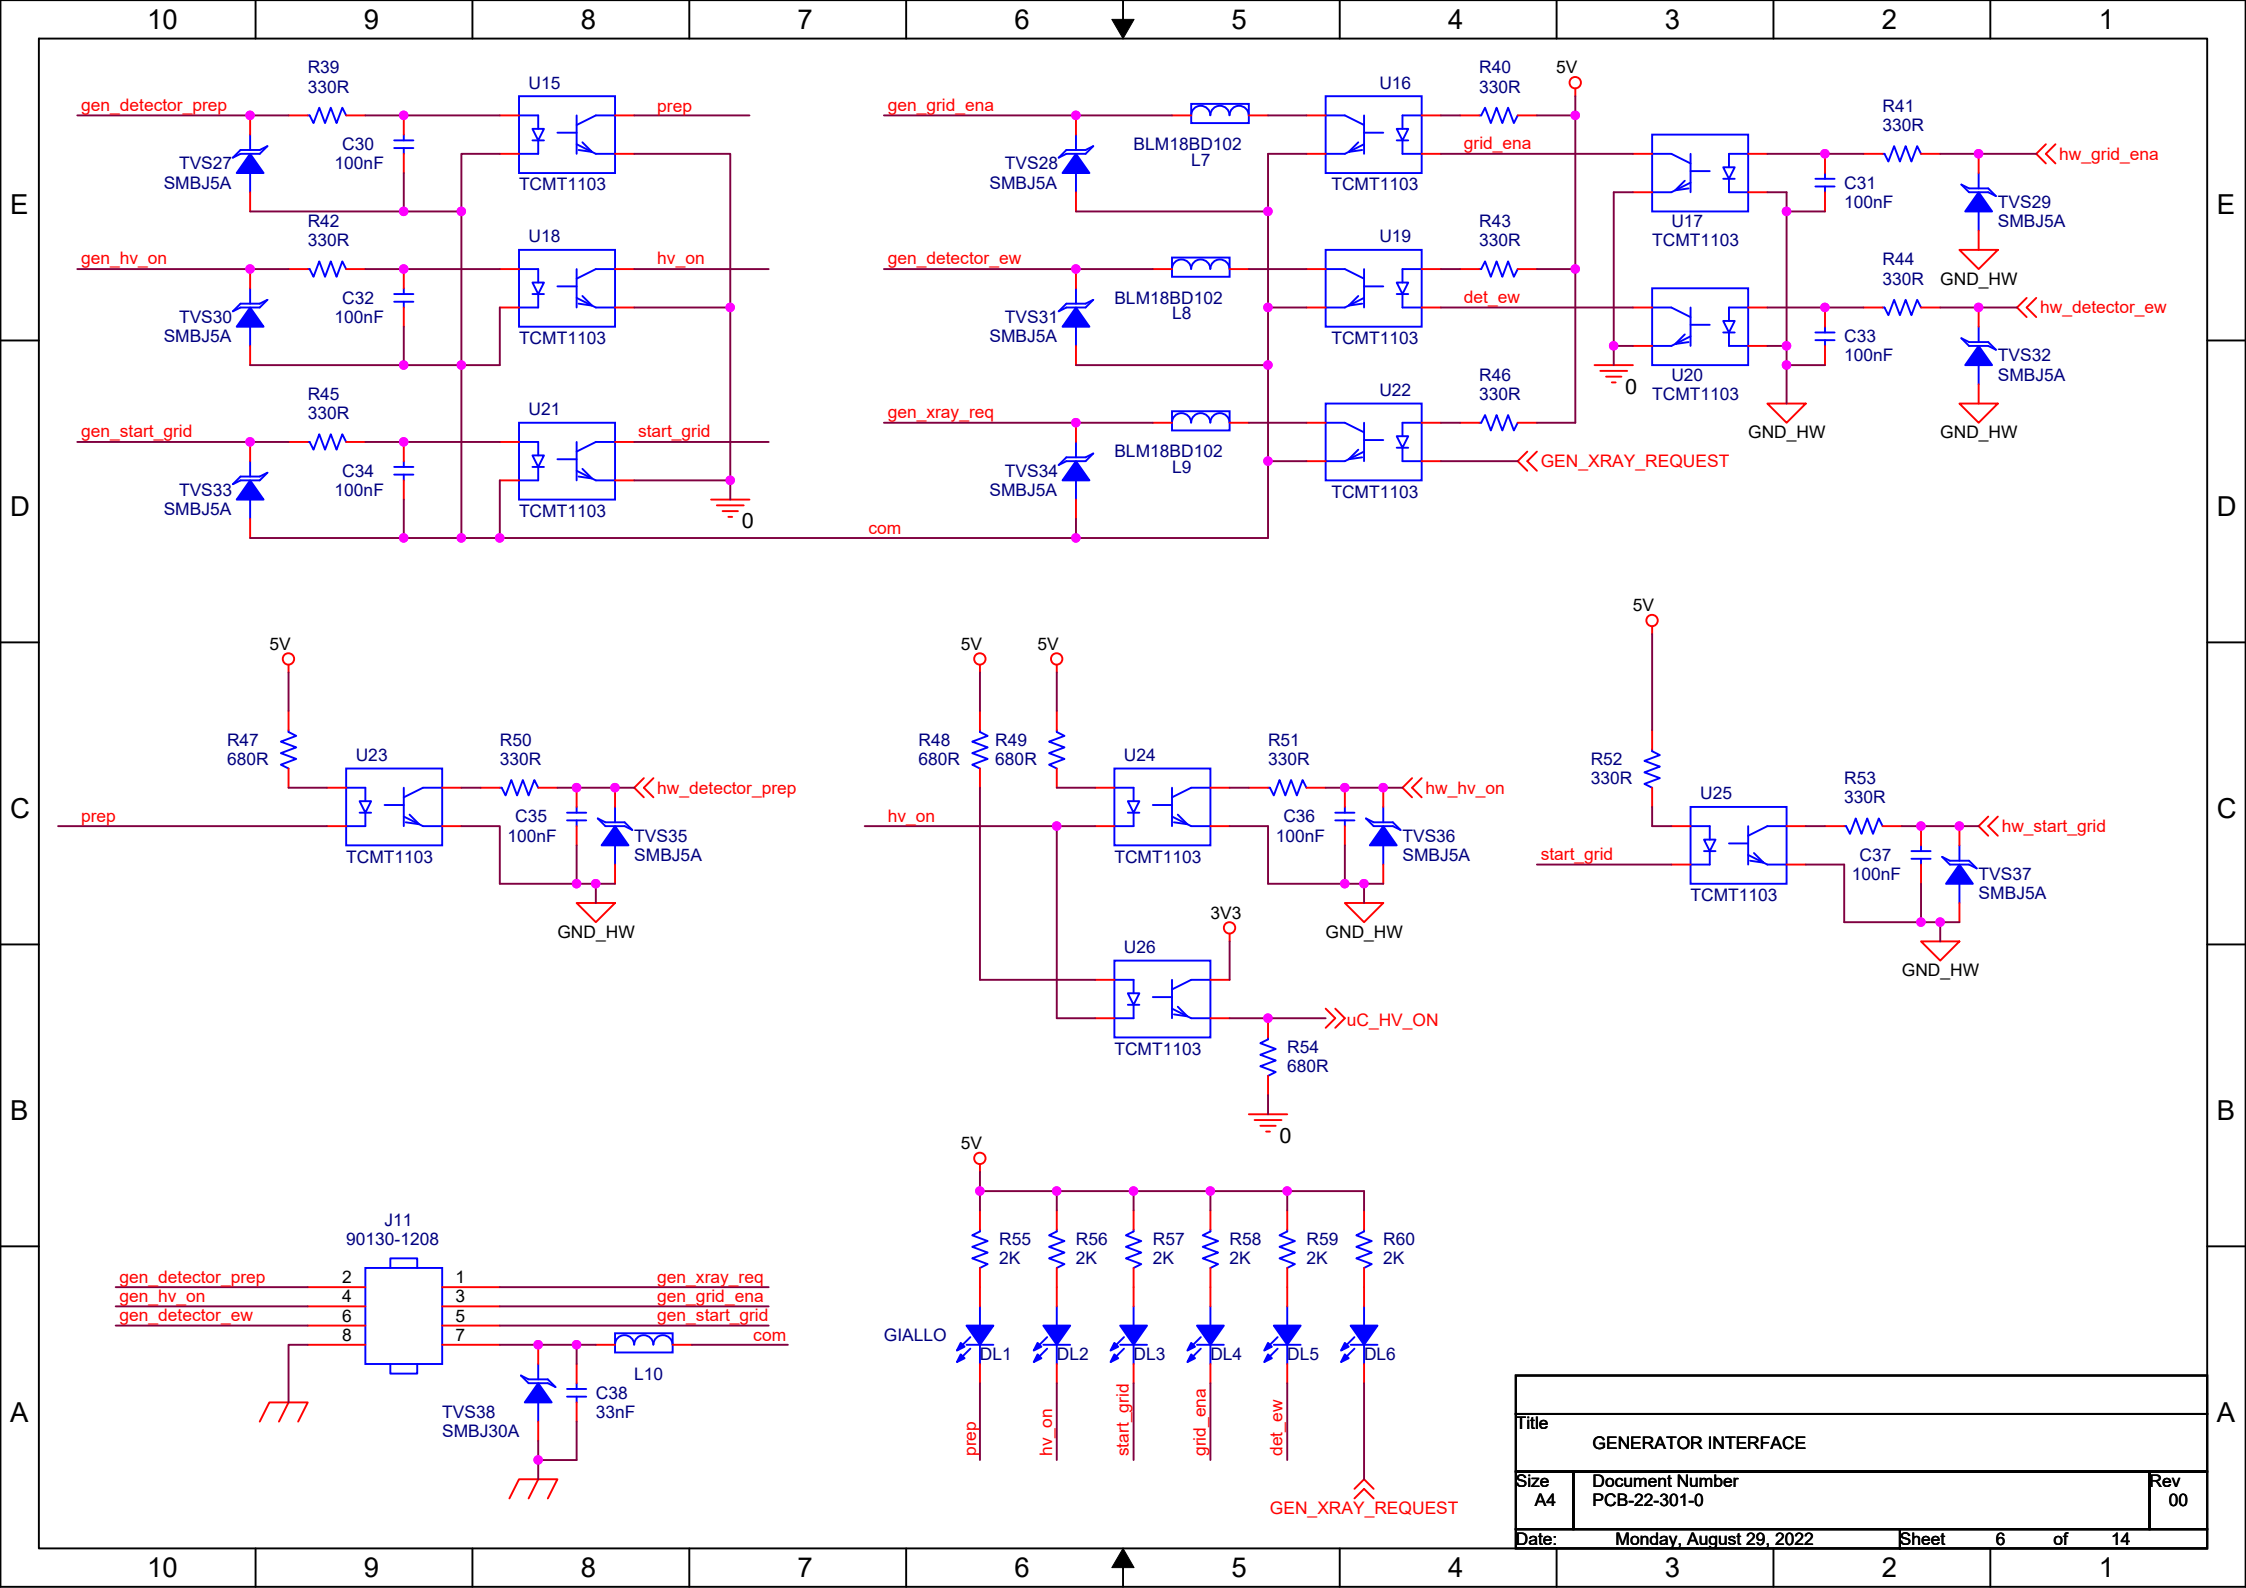 10 9 8 7 6 5 4 3 2 1
E
D
C
B
A
E
D
C
B
A
R39
330R
gen_detector_prep
TVS27
SMBJ5A
C30
100nF
U15
TCMT1103
prep
R42
330R
gen_hv_on
TVS30
SMBJ5A
C32
100nF
U18
TCMT1103
hv_on
R45
330R
gen_start_grid
TVS33
SMBJ5A
C34
100nF
U21
TCMT1103
start_grid
0
com
gen_grid_ena
TVS28
SMBJ5A
BLM18BD102
L7
U16
TCMT1103
R40
330R
5V
grid_ena
gen_detector_ew
TVS31
SMBJ5A
BLM18BD102
L8
U19
TCMT1103
R43
330R
det_ew
gen_xray_req
TVS34
SMBJ5A
BLM18BD102
L9
U22
TCMT1103
R46
330R
GEN_XRAY_REQUEST
U17
TCMT1103
R41
330R
C31
100nF
hw_grid_ena
TVS29
SMBJ5A
GND_HW
U20
TCMT1103
0
R44
330R
C33
100nF
hw_detector_ew
TVS32
SMBJ5A
GND_HW
GND_HW
5V
R47
680R
U23
TCMT1103
prep
R50
330R
C35
100nF
hw_detector_prep
TVS35
SMBJ5A
GND_HW
5V
5V
R48
680R
R49
680R
U24
TCMT1103
hv_on
R51
330R
C36
100nF
hw_hv_on
TVS36
SMBJ5A
GND_HW
3V3
U26
TCMT1103
uC_HV_ON
R54
680R
0
5V
R52
330R
U25
TCMT1103
start_grid
R53
330R
C37
100nF
hw_start_grid
TVS37
SMBJ5A
GND_HW
J11
90130-1208
gen_detector_prep 2 1 gen_xray_req
gen_hv_on 4 3 gen_grid_ena
gen_detector_ew 6 5 gen_start_grid
8 7 com
L10
TVS38
SMBJ30A
C38
33nF
5V
R55
2K
R56
2K
R57
2K
R58
2K
R59
2K
R60
2K
GIALLO
DL1
DL2
DL3
DL4
DL5
DL6
prep
hv_on
start_grid
grid_ena
det_ew
GEN_XRAY_REQUEST
Title
GENERATOR INTERFACE
Size
A4
Document Number
PCB-22-301-0
Rev
00
Date: Monday, August 29, 2022 Sheet 6 of 14
10 9 8 7 6 5 4 3 2 1